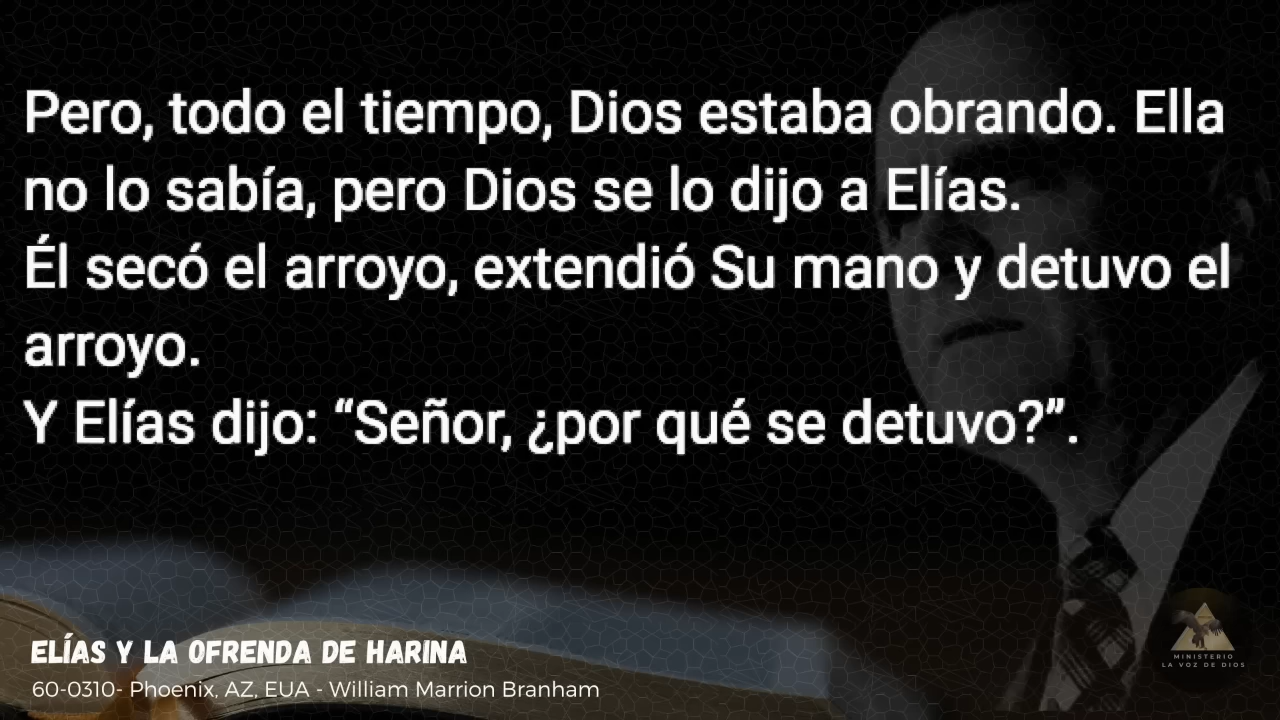 Pero, todo el tiempo, Dios estaba obrando. Ella
no lo sabía, pero Dios se lo dijo a Elías.
Él secó el arroyo, extendió Su mano y detuvo el
arroyo.
Y Elías dijo: “Señor, ¿por qué se detuvo?”.
ELÍAS Y LA OFRENDA DE HARINA
60-0310- Phoenix, AZ, EUA - William Marrion Branham
MINISTERIO
LA VOZ DE DIOS